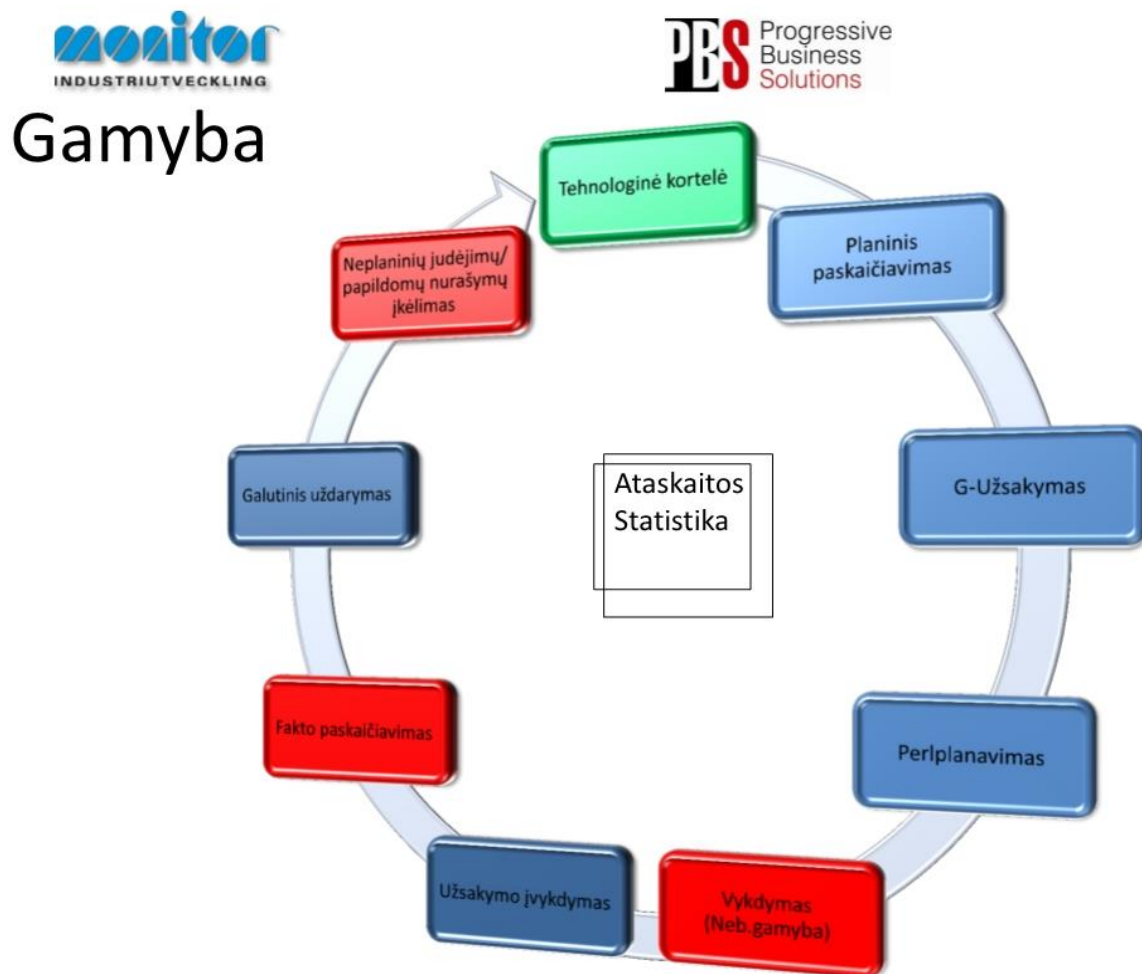 monitor
INDUSTRIUTVECKLING
PBS Progressive
Business
Solutions
Gamyba
Tehnologinė kortelė
Planinis
paskaičiavimas
G-Užsakymas
Perlplanavimas
Vykdymas
(Neb.gamyba)
Užsakymo įvykdymas
Fakto paskaičiavimas
Galutinis uždarymas
Neplaninių judėjimų/
papildomų nurašymų
įkėlimas
Ataskaitos
Statistika